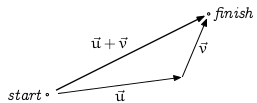 finish
u⃗ + v⃗
v⃗
start
u⃗